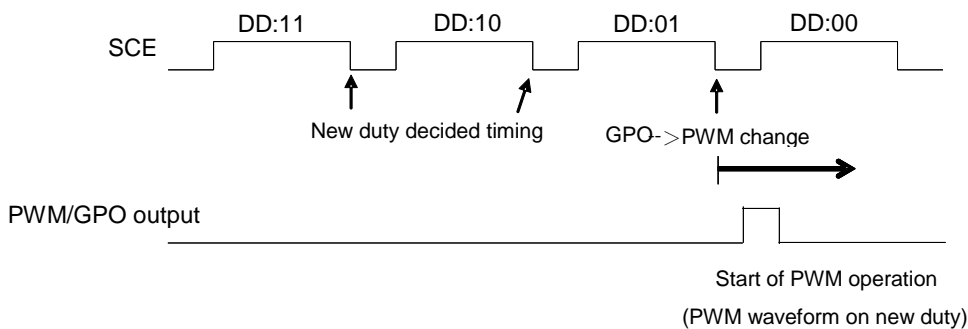 DD:11 DD:10 DD:01 DD:00
SCE
New duty decided timing
GPO-->PWM change
PWM/GPO output
Start of PWM operation
(PWM waveform on new duty)